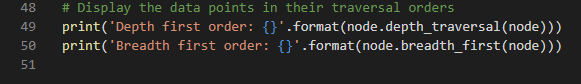 48 # Display the data points in their traversal orders
49 print('Depth first order: {}'.format(node.depth_traversal(node)))
50 print('Breadth first order: {}'.format(node.breadth_first(node)))
51